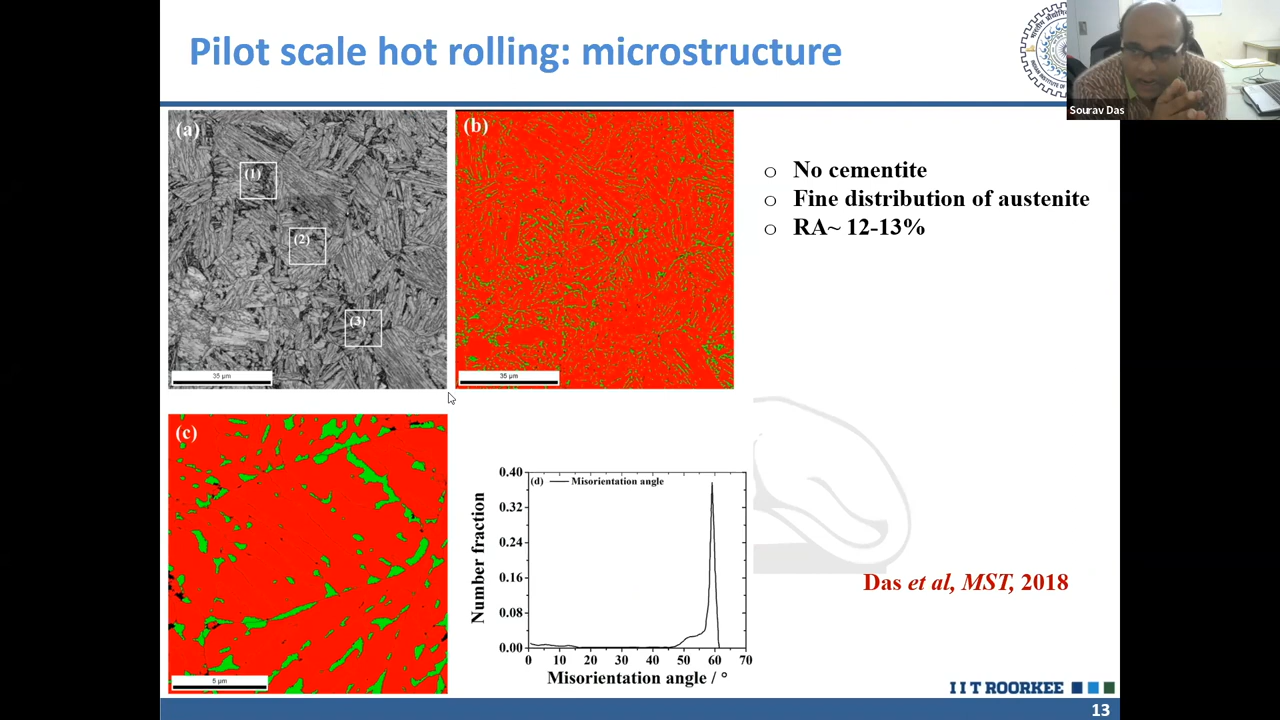 Pilot scale hot rolling: microstructure
Sourav Das
(a)
(1)
(2)
(3)
35 µm
(b)
35 µm
o No cementite
o Fine distribution of austenite
o RA~ 12-13%
(c)
5 µm
(d) Misorientation angle
Number fraction
0.40
0.32
0.24
0.16
0.08
0.00
0 10 20 30 40 50 60 70
Misorientation angle / °
Das et al, MST, 2018
I I T ROORKEE
13